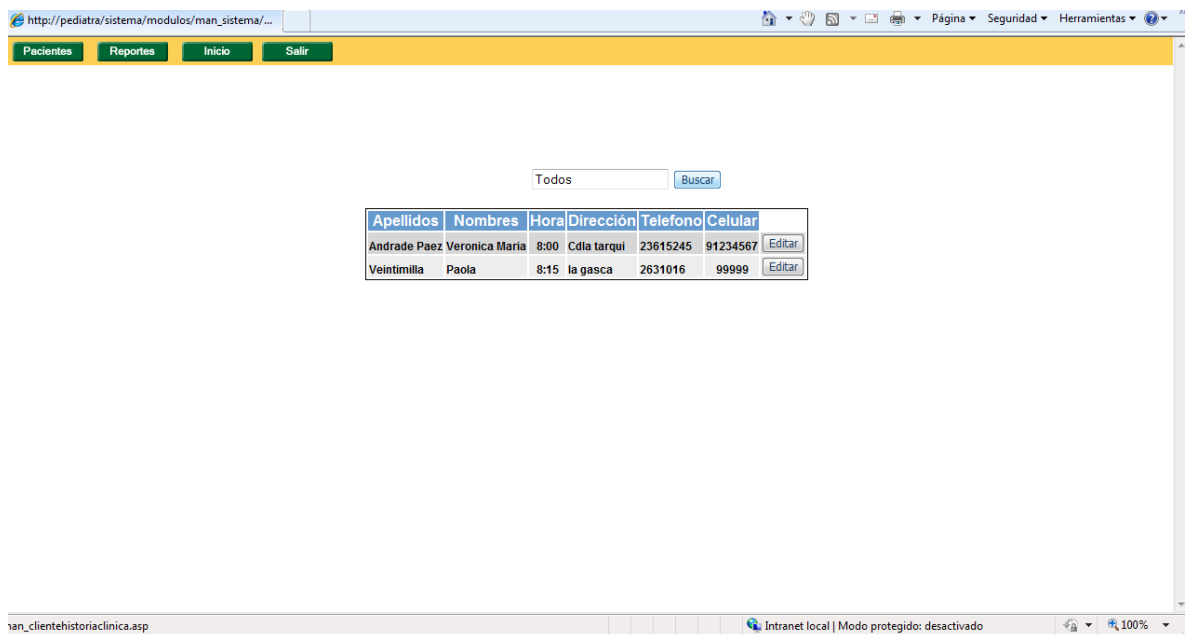 http://pediatra/sistema/modulos/man_sistema/...
Página Seguridad Herramientas
Pacientes Reportes Inicio Salir
Todos Buscar
Apellidos Nombres Hora Dirección Telefono Celular
Andrade Paez Veronica Maria 8:00 Cdla tarqui 23615245 91234567 Editar
Veintimilla Paola 8:15 la gasca 2631016 99999 Editar
nan_clientehistoriaclinica.asp Intranet local | Modo protegido: desactivado 100%